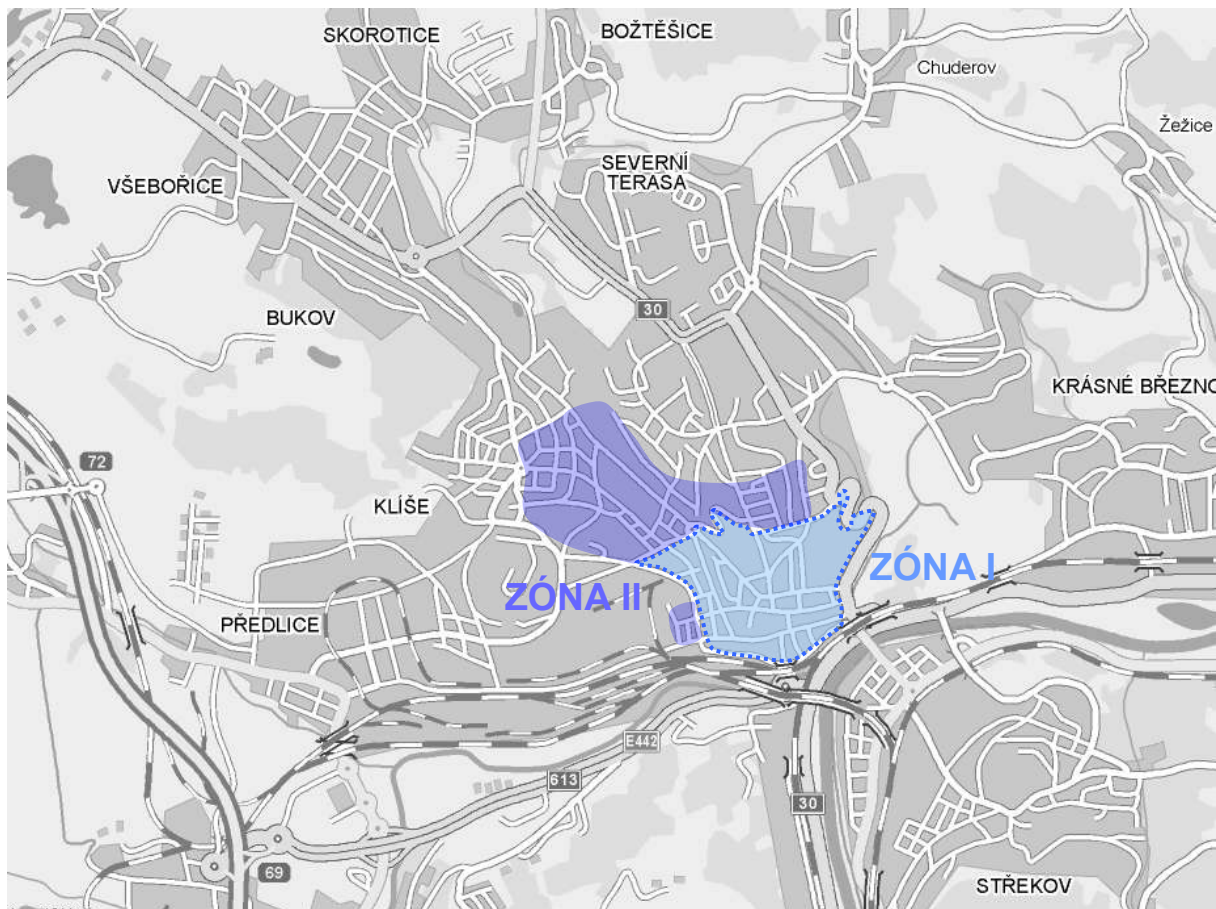 SKOROTICE
BOŽTĚŠICE
Chuderov
Žežice
SEVERNÍ
TERASA
VŠEBOŘICE
30
BUKOV
KRÁSNÉ BŘEZNO
72
KLÍŠE
ZÓNA I
ZÓNA II
PŘEDLICE
E442
613
30
69
STŘEKOV